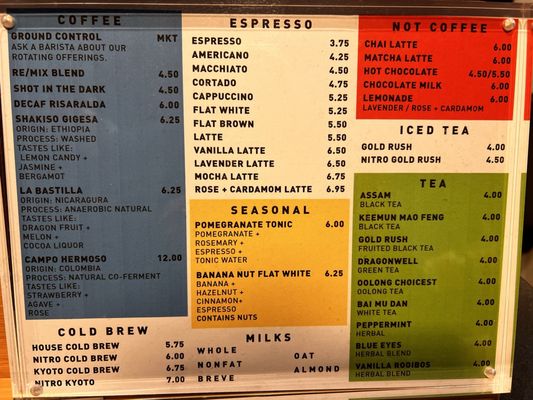 COFFEE
GROUND CONTROL MKT
ASK A BARISTA ABOUT OUR
ROTATING OFFERINGS.
RE/MIX BLEND 4.50
SHOT IN THE DARK 4.50
DECAF RISARALDA 6.00
SHAKISO GIGESA 6.25
ORIGIN: ETHIOPIA
PROCESS: WASHED
TASTES LIKE:
LEMON CANDY +
JASMINE +
BERGAMOT
LA BASTILLA 6.25
ORIGIN: NICARAGURA
PROCESS: ANAEROBIC NATURAL
TASTES LIKE:
DRAGON FRUIT +
MELON +
COCOA LIQUOR
CAMPO HERMOSO 12.00
ORIGIN: COLOMBIA
PROCESS: NATURAL CO-FERMENT
TASTES LIKE:
STRAWBERRY +
AGAVE +
ROSE
COLD BREW
HOUSE COLD BREW 5.75
NITRO COLD BREW 6.00
KYOTO COLD BREW 6.75
NITRO KYOTO 7.00
ESPRESSO
ESPRESSO 3.75
AMERICANO 4.25
MACCHIATO 4.50
CORTADO 4.75
CAPPUCCINO 5.25
FLAT WHITE 5.25
FLAT BROWN 5.50
LATTE 5.50
VANILLA LATTE 6.50
LAVENDER LATTE 6.50
MOCHA LATTE 6.75
ROSE + CARDAMOM LATTE 6.95
SEASONAL
POMEGRANATE TONIC 6.00
POMEGRANATE +
ROSEMARY +
ESPRESSO +
TONIC WATER
BANANA NUT FLAT WHITE 6.25
BANANA +
HAZELNUT +
CINNAMON+
ESPRESSO
CONTAINS NUTS
MILKS
WHOLE OAT
NONFAT ALMOND
BREVE
NOT COFFEE
CHAI LATTE 6.00
MATCHA LATTE 6.00
HOT CHOCOLATE 4.50/5.50
CHOCOLATE MILK 6.00
LEMONADE 6.00
LAVENDER / ROSE + CARDAMOM
ICED TEA
GOLD RUSH 4.00
NITRO GOLD RUSH 4.50
TEA
ASSAM 4.00
BLACK TEA
KEEMUN MAO FENG 4.00
BLACK TEA
GOLD RUSH 4.00
FRUITED BLACK TEA
DRAGONWELL 4.00
GREEN TEA
OOLONG CHOICEST 4.00
OOLONG TEA
BAI MU DAN 4.00
WHITE TEA
PEPPERMINT 4.00
HERBAL
BLUE EYES 4.00
HERBAL BLEND
VANILLA ROOIBOS 4.00
HERBAL BLEND